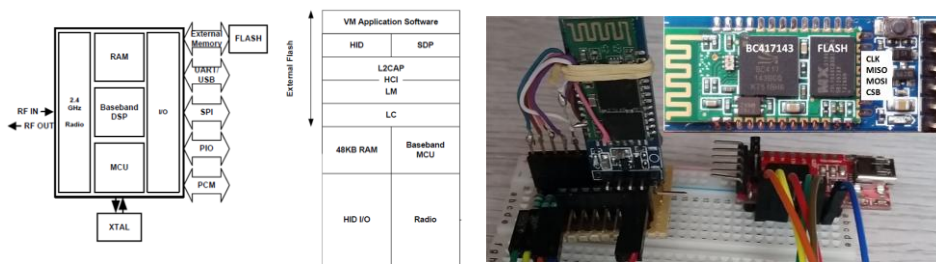 External
Memory
FLASH
RAM
UART/
USB
RF IN
RF OUT
2.4
GHz
Radio
Baseband
DSP
I/O
SPI
PIO
MCU
PCM
XTAL
External Flash
VM Application Software
HID SDP
L2CAP
HCI
LM
LC
48KB RAM Baseband
MCU
HID I/O Radio
BC417143 FLASH
CLK
MISO
MOSI
CSB